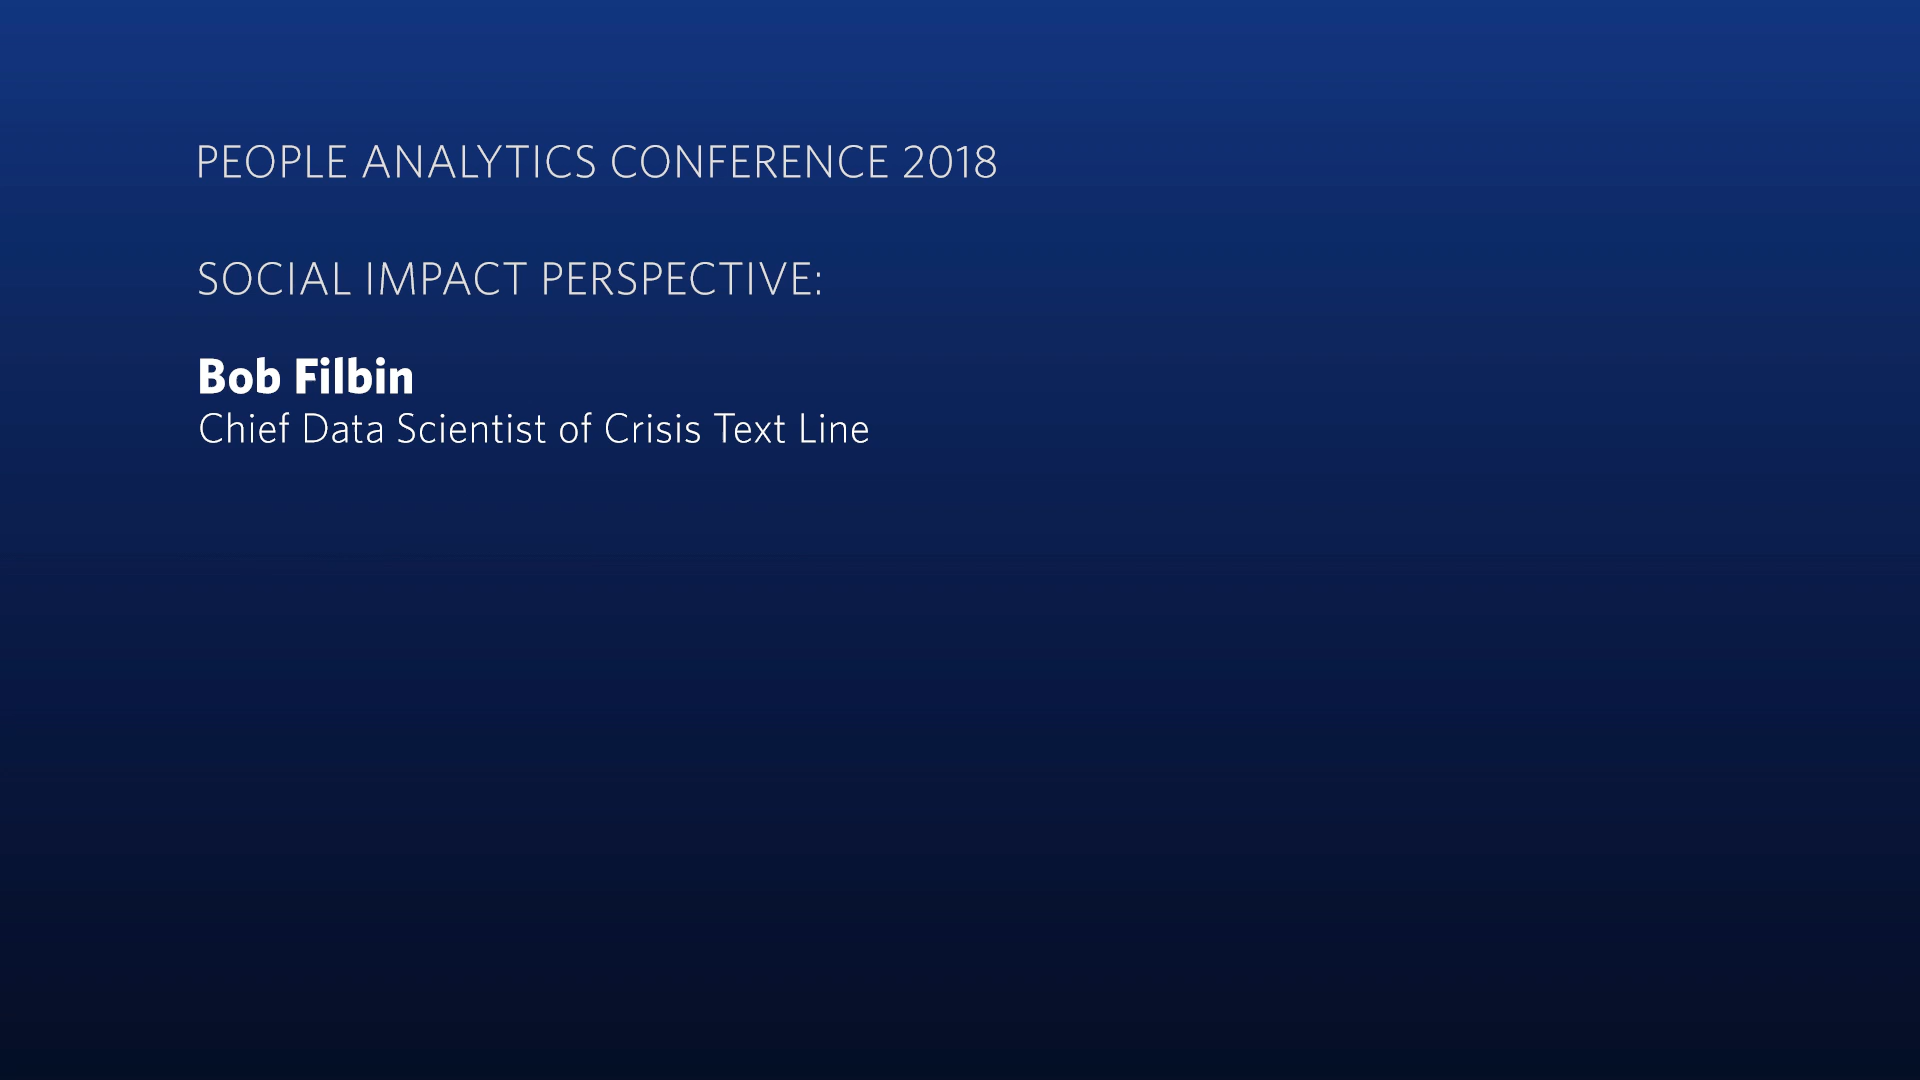 PEOPLE ANALYTICS CONFERENCE 2018
SOCIAL IMPACT PERSPECTIVE:
Bob Filbin
Chief Data Scientist of Crisis Text Line